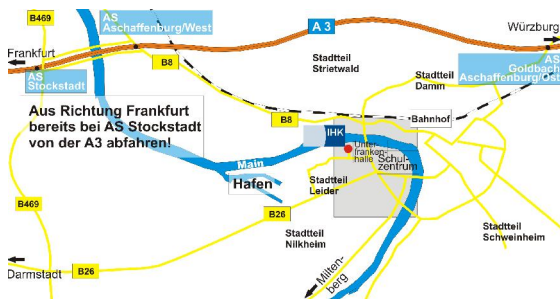 B469
AS
Aschaffenburg/West
A 3
Würzburg
Frankfurt
B8
Stadtteil
Strietwald
AS
Goldbach
Aschaffenburg/Ost
AS
Stockstadt
Stadtteil
Damm
Aus Richtung Frankfurt
bereits bei AS Stockstadt
von der A3 abfahren!
B8
Bahnhof
IHK
Unter-
franken-
halle
Schul-
zentrum
Main
Hafen
Stadtteil
Leider
B469
B26
Stadtteil
Nilkheim
Stadtteil
Schweinheim
Darmstadt
B26
Milten-
berg